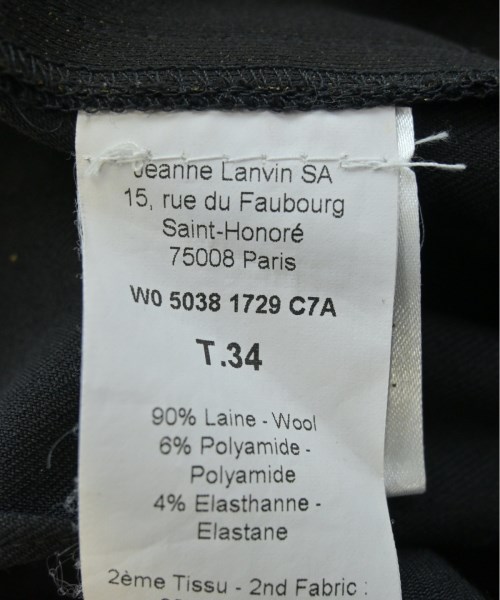 Jeanne Lanvin SA
15, rue du Faubourg
Saint-Honoré
75008 Paris
W0 5038 1729 C7A
T.34
90% Laine - Wool
6% Polyamide -
Polyamide
4% Elasthanne -
Elastane
2ème Tissu - 2nd Fabric :